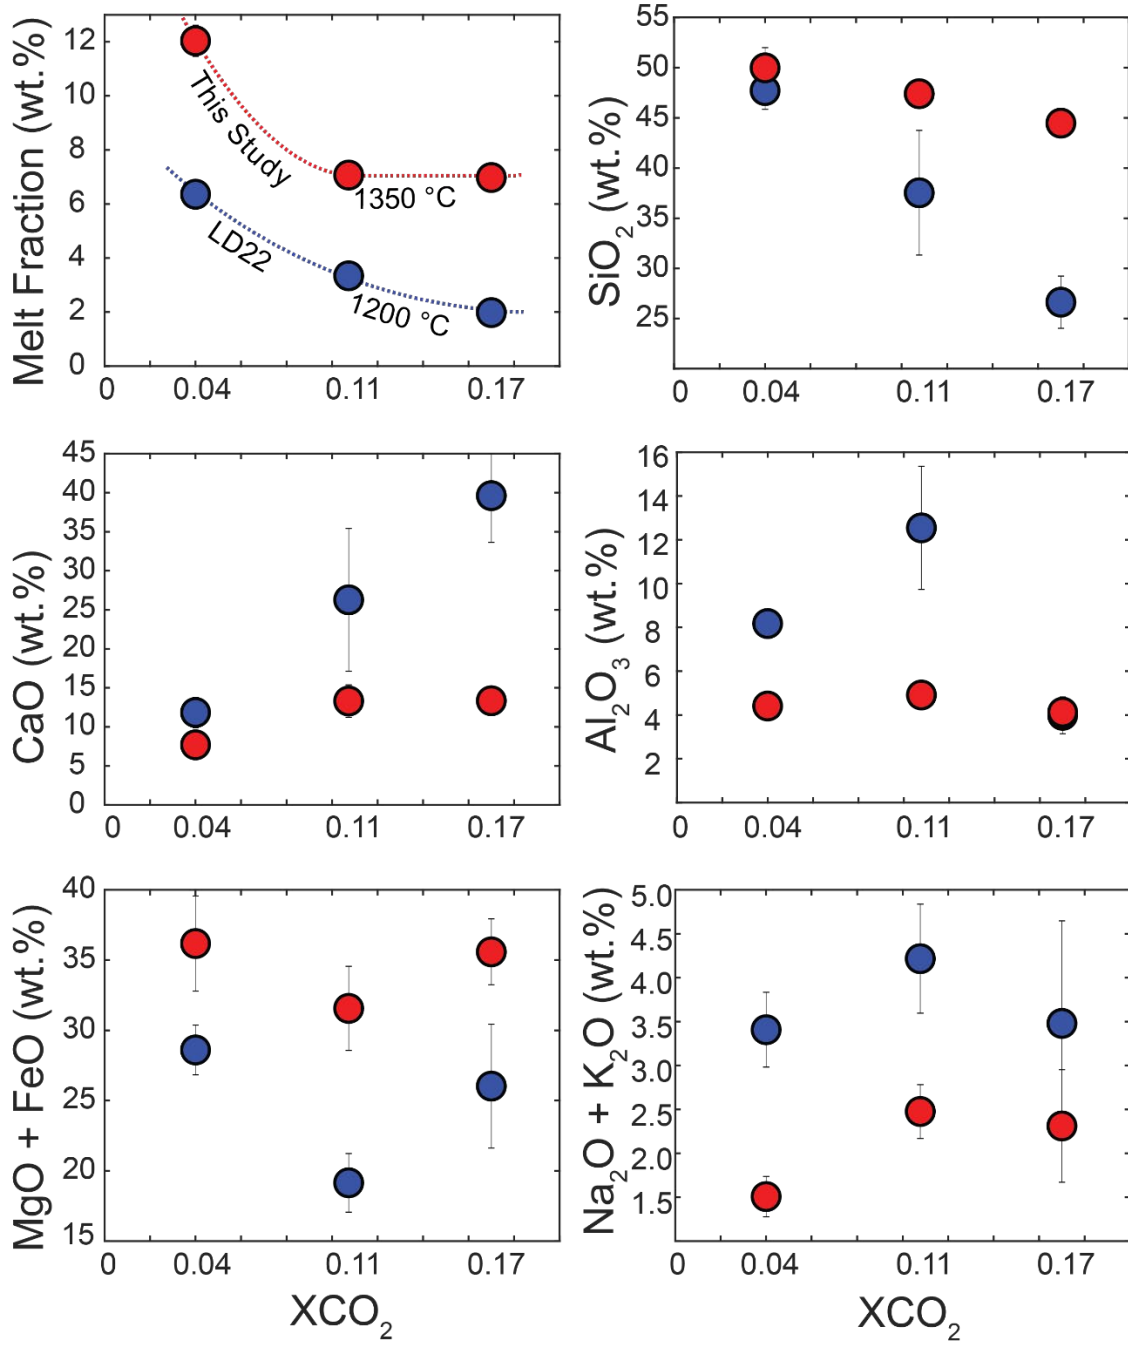 Melt Fraction (wt.%)
12
10
8
6
4
2
0
This Study
LD22
1350 °C
1200 °C
0 0.04 0.11 0.17
SiO2 (wt.%)
55
50
45
40
35
30
25
0 0.04 0.11 0.17
CaO (wt.%)
45
40
35
30
25
20
15
10
5
0
0 0.04 0.11 0.17
Al2O3 (wt.%)
16
14
12
10
8
6
4
2
0 0.04 0.11 0.17
MgO + FeO (wt.%)
40
35
30
25
20
15
0 0.04 0.11 0.17
XCO2
Na2O + K2O (wt.%)
5.0
4.5
4.0
3.5
3.0
2.5
2.0
1.5
0 0.04 0.11 0.17
XCO2